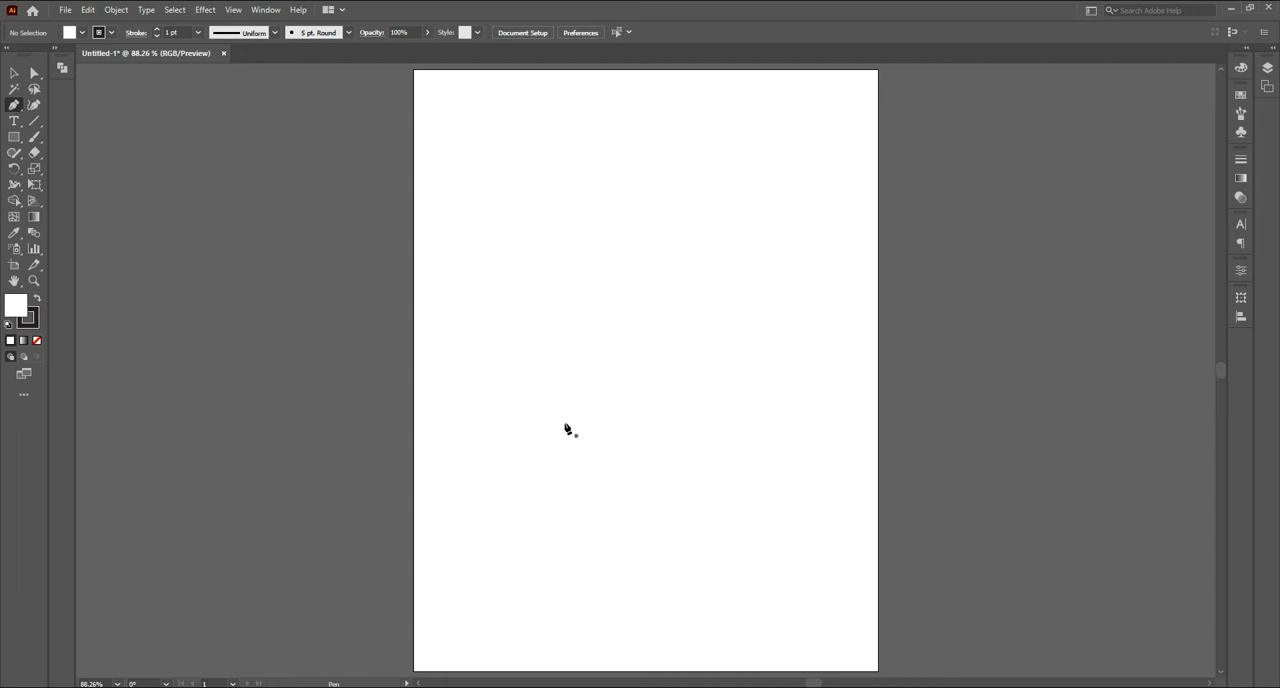 Ai File Edit Object Type Select Effect View Window Help Search Adobe Help
No Selection Stroke: 1 pt Uniform 5 pt. Round Opacity: 100% Style: Document Setup Preferences
Untitled-1* @ 88.26 % (RGB/Preview) ×
88.26% 0° 1 Pen